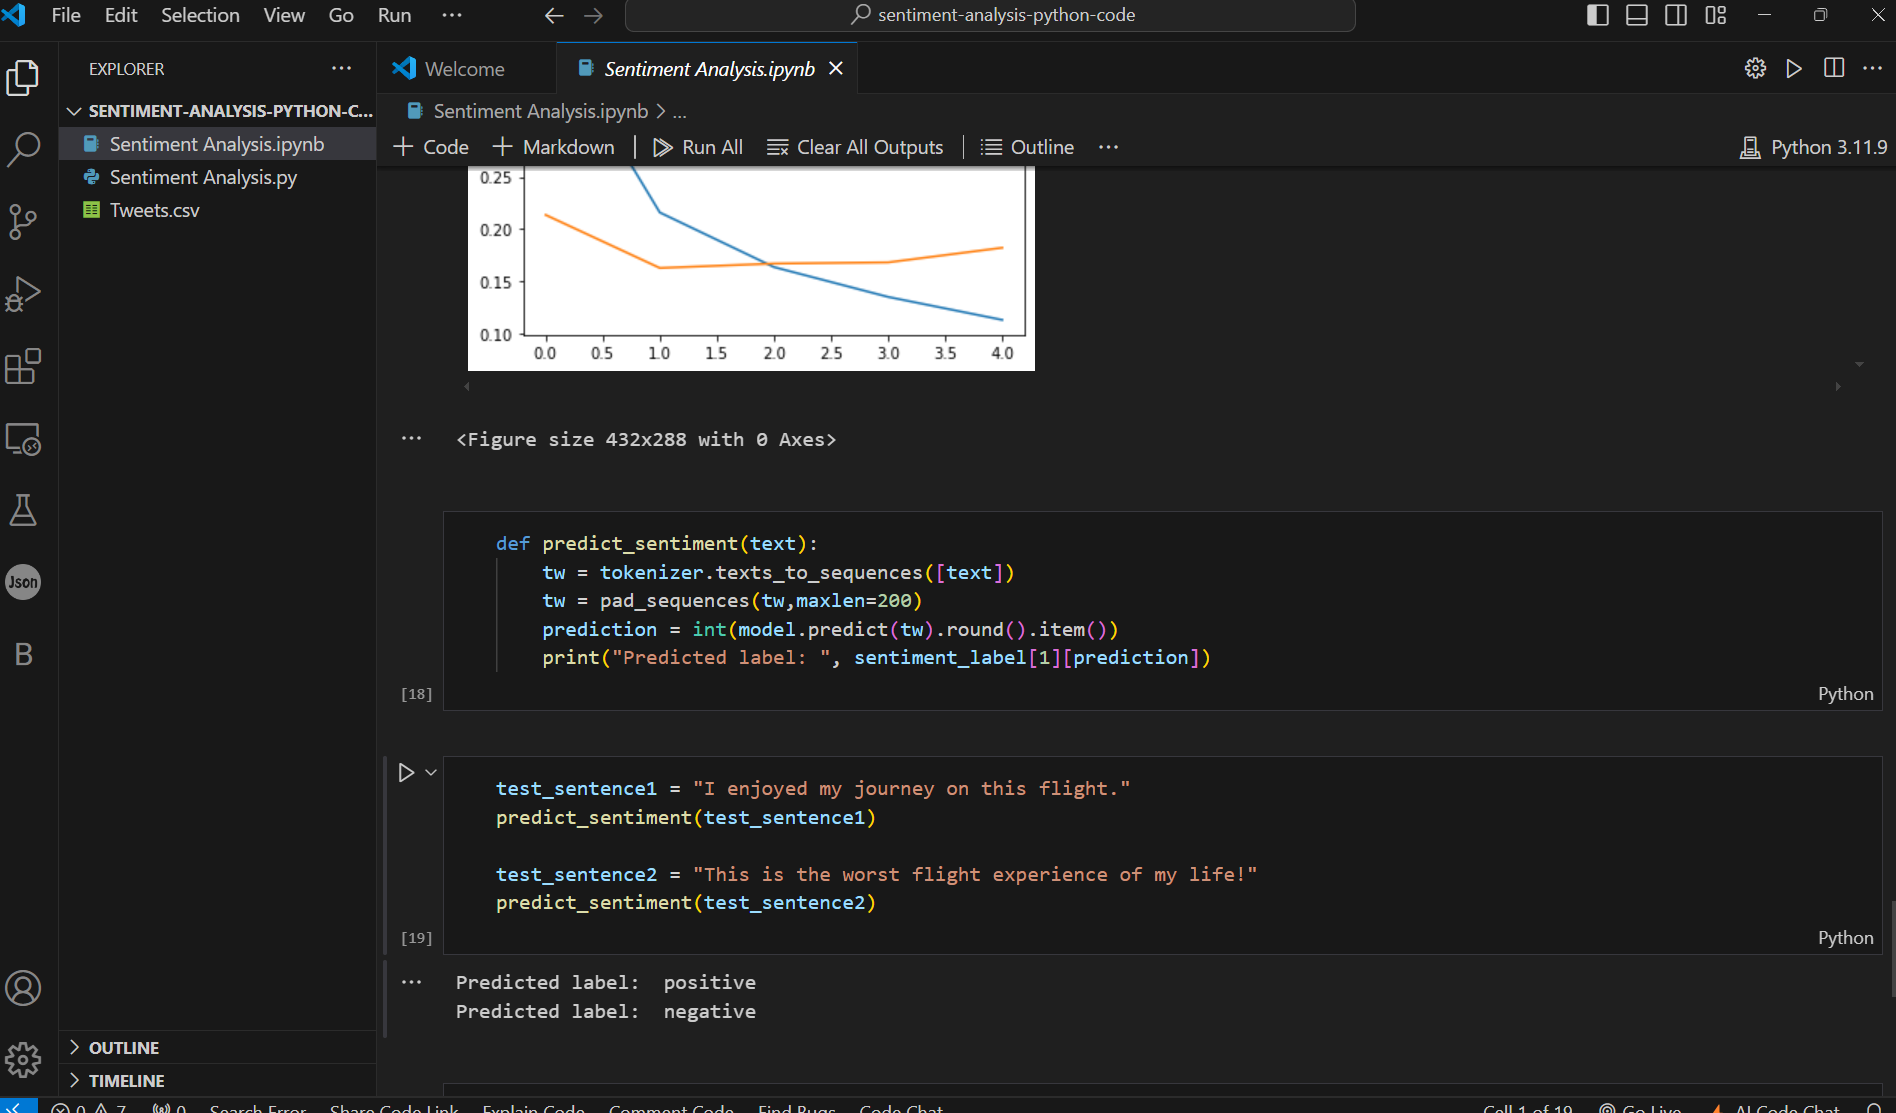 File Edit Selection View Go Run ···
sentiment-analysis-python-code
EXPLORER ···
SENTIMENT-ANALYSIS-PYTHON-C...
Sentiment Analysis.ipynb
Sentiment Analysis.py
Tweets.csv
Json
B
OUTLINE
TIMELINE
Welcome
Sentiment Analysis.ipynb
Sentiment Analysis.ipynb > ...
+ Code + Markdown Run All Clear All Outputs Outline ···
Python 3.11.9
0.25
0.20
0.15
0.10
0.0 0.5 1.0 1.5 2.0 2.5 3.0 3.5 4.0
<Figure size 432x288 with 0 Axes>
def predict_sentiment(text):
tw = tokenizer.texts_to_sequences([text])
tw = pad_sequences(tw,maxlen=200)
prediction = int(model.predict(tw).round().item())
print("Predicted label: ", sentiment_label[1][prediction])
[18]
Python
test_sentence1 = "I enjoyed my journey on this flight."
predict_sentiment(test_sentence1)
test_sentence2 = "This is the worst flight experience of my life!"
predict_sentiment(test_sentence2)
[19]
Python
Predicted label:  positive
Predicted label:  negative
0 7 0 Search Error Share Code Link Explain Code Comment Code Find Bugs Code Chat Cell 1 of 19 Go Live AI Code Chat